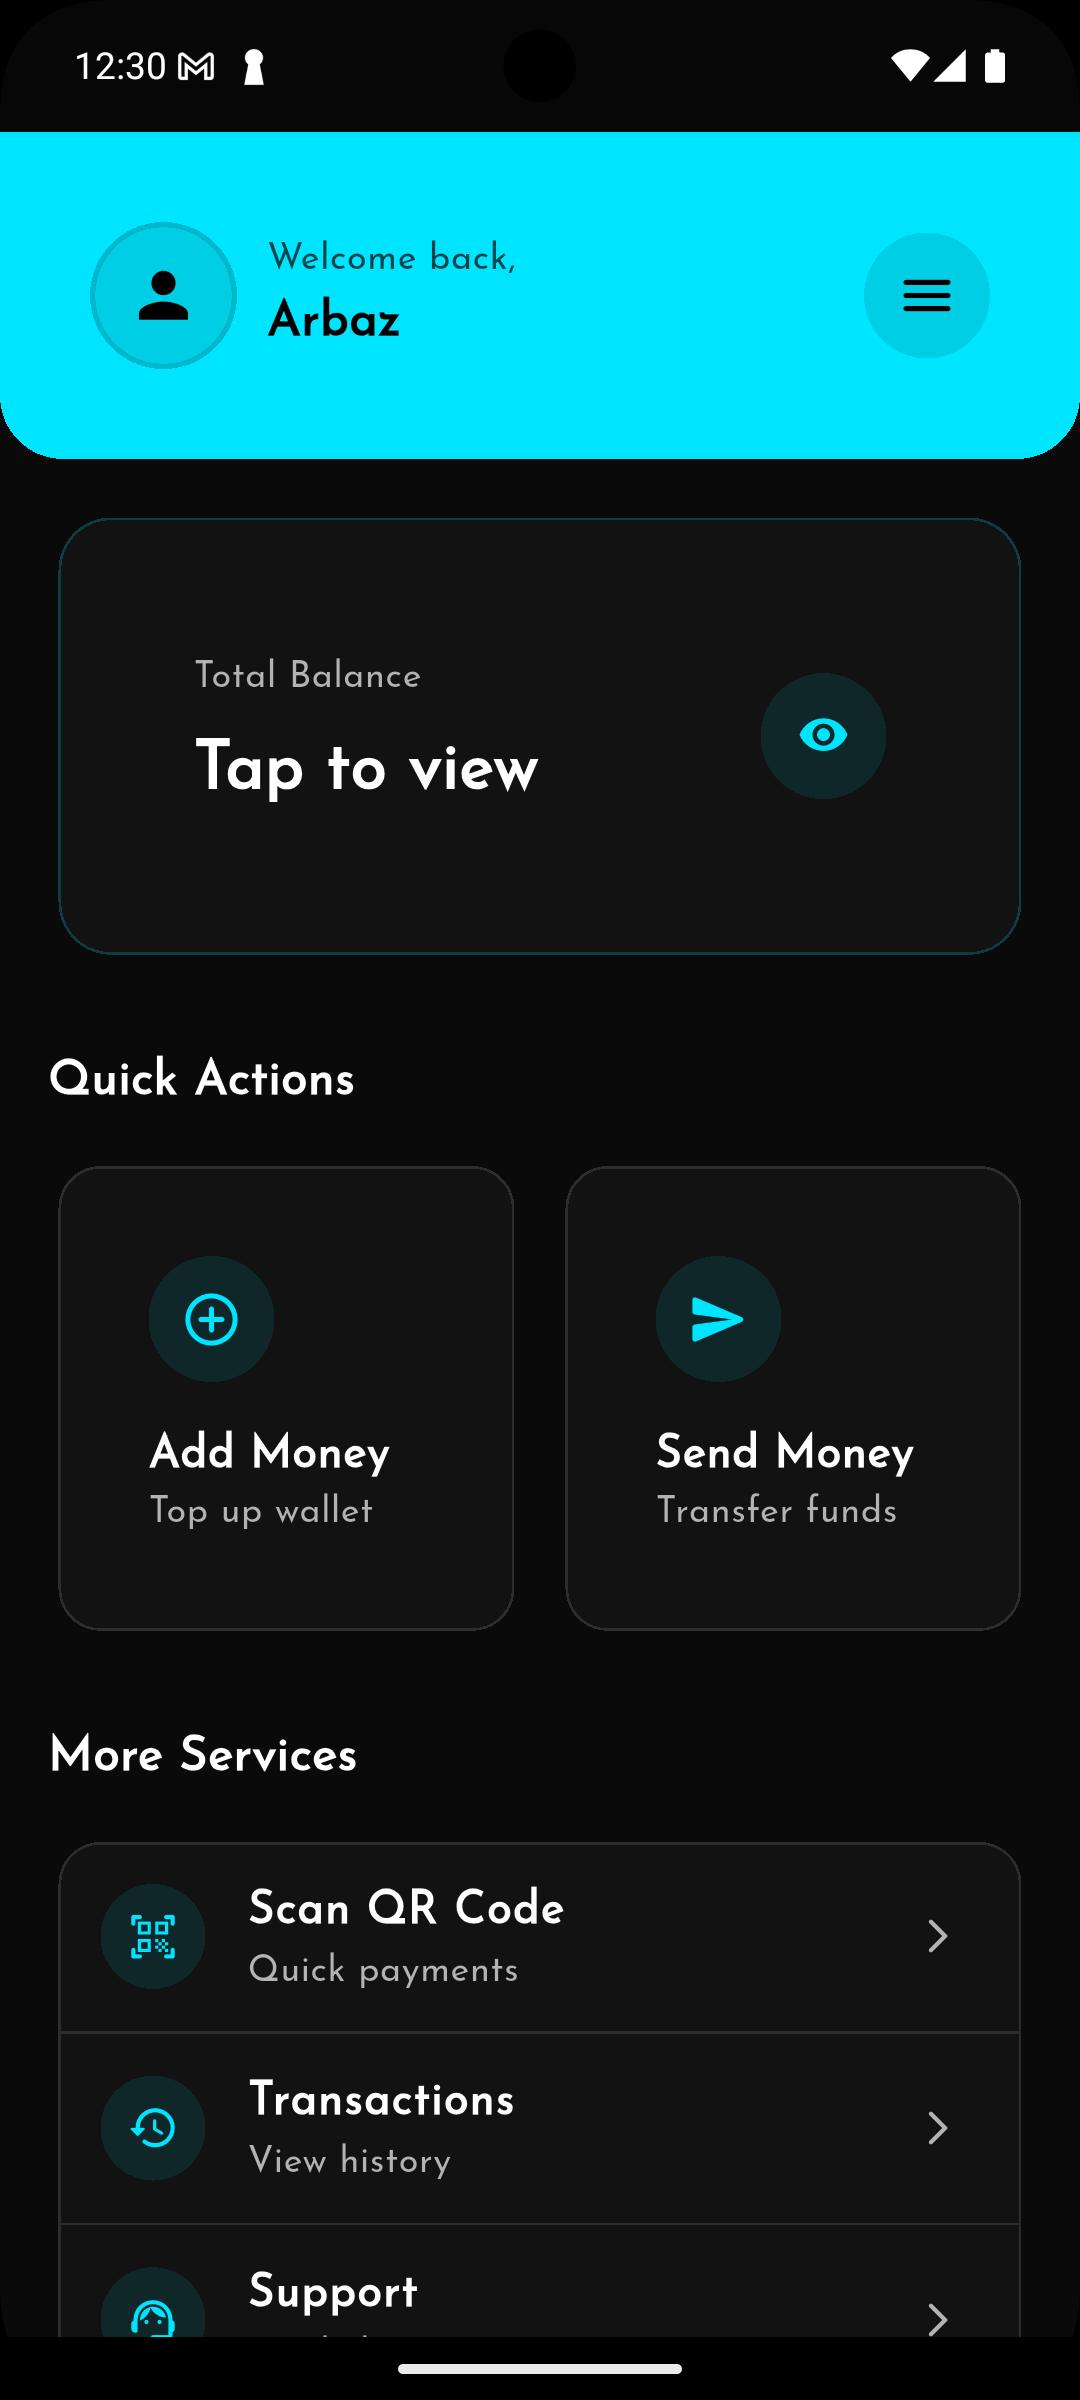 12:30
Welcome back,
Arbaz
Total Balance
Tap to view
Quick Actions
Add Money
Top up wallet
Send Money
Transfer funds
More Services
Scan QR Code
Quick payments
Transactions
View history
Support